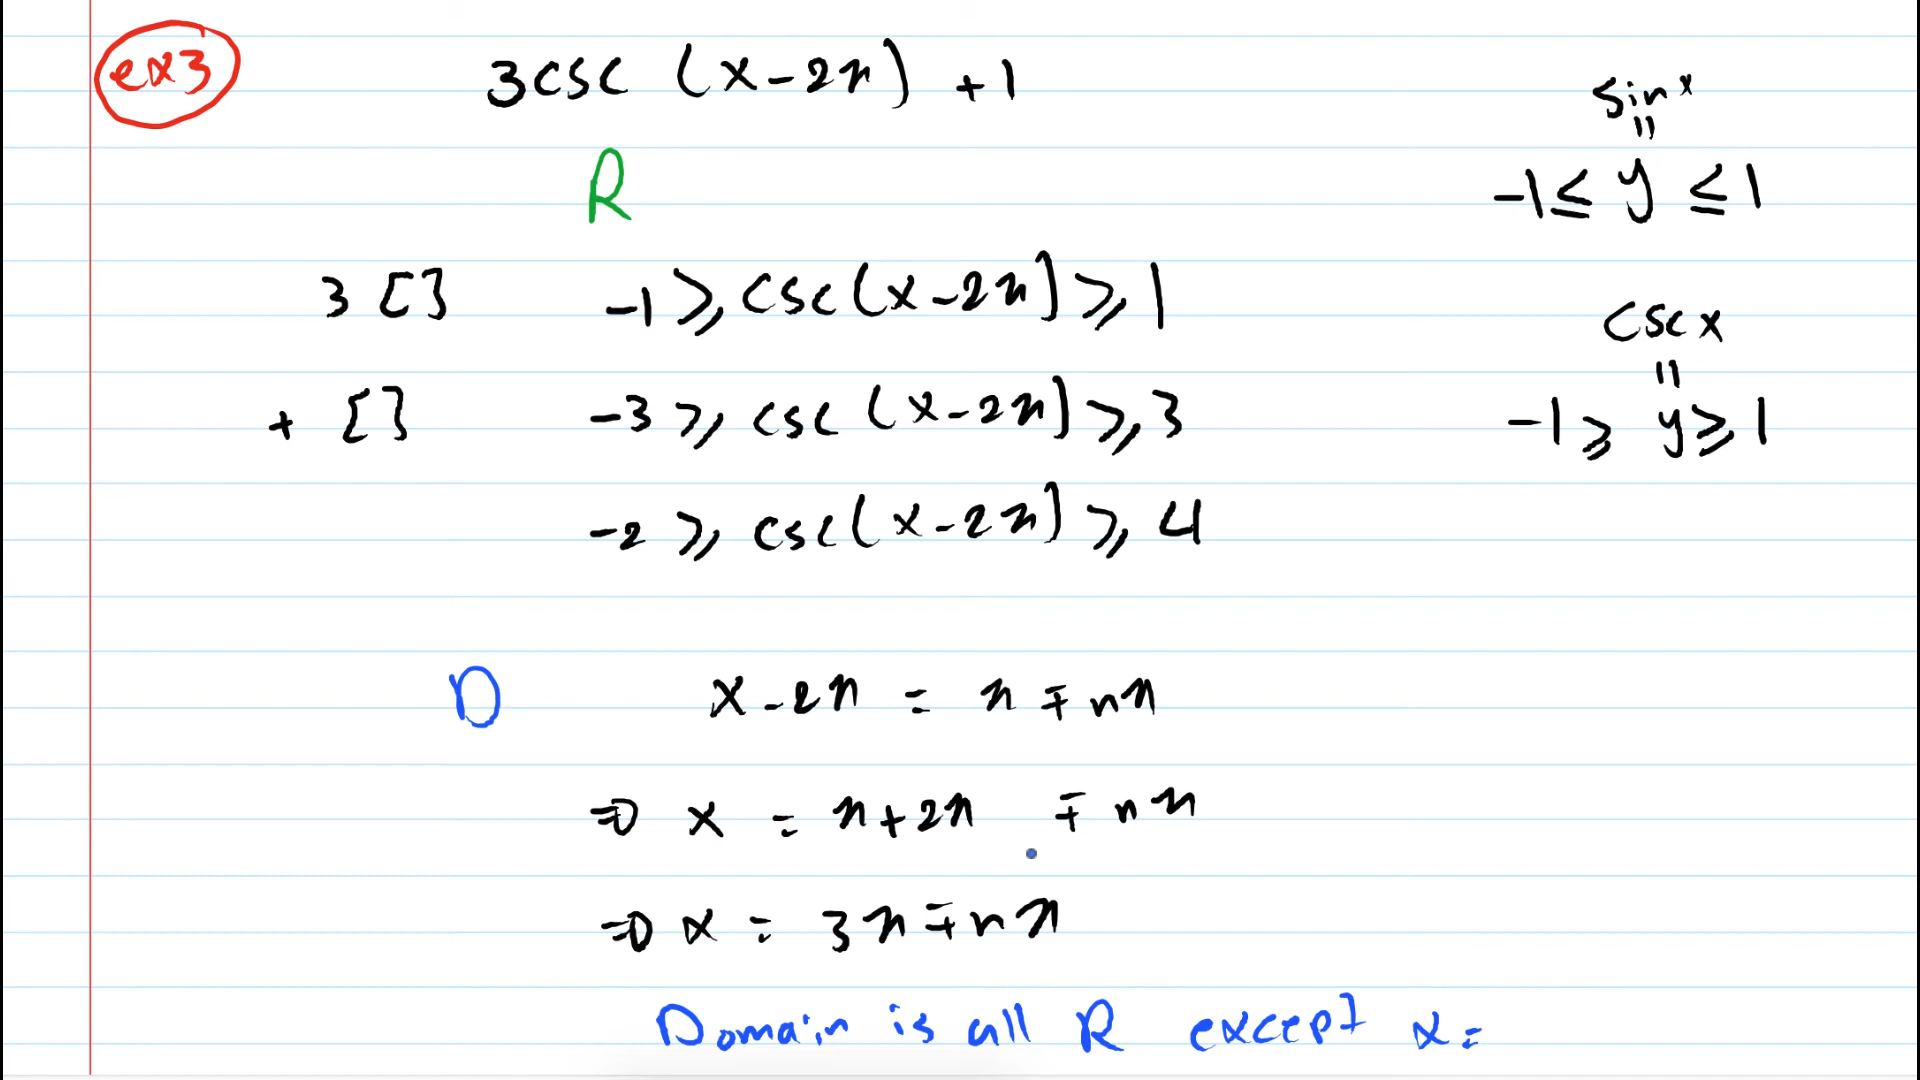 ex3
3csc (x-2π) +1
R
3 [] -1 ⩾ csc(x-2π) ⩾ 1
+ [] -3 ⩾ csc (x-2π) ⩾ 3
-2 ⩾ csc(x-2π) ⩾ 4
sin x
=
-1 ≤ y ≤ 1
csc x
=
-1 ⩾ y ⩾ 1
D x-2π = π ∓ nπ
⇒ x = π+2π ∓ nπ
⇒ x = 3π ∓ nπ
Domain is all R except x=